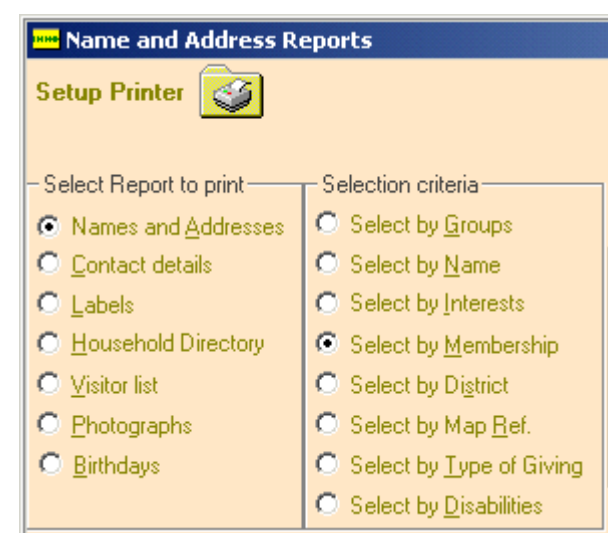 Name and Address Reports
Setup Printer
Select Report to print
Names and Addresses
Contact details
Labels
Household Directory
Visitor list
Photographs
Birthdays
Selection criteria
Select by Groups
Select by Name
Select by Interests
Select by Membership
Select by District
Select by Map Ref.
Select by Type of Giving
Select by Disabilities